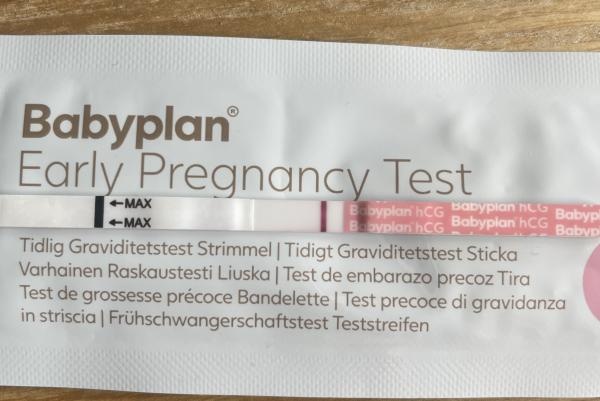 Babyplan®
Early Pregnancy Test
←MAX
←MAX
Babyplan hCG Babyplan hCG Babypl
Babyplan hCG Babyplan hCG Babypl
Tidlig Graviditetstest Strimmel | Tidigt Graviditetstest Sticka
Varhainen Raskaustesti Liuska | Test de embarazo precoz Tira
Test de grossesse précoce Bandelette | Test precoce di gravidanza
in striscia | Frühschwangerschaftstest Teststreifen